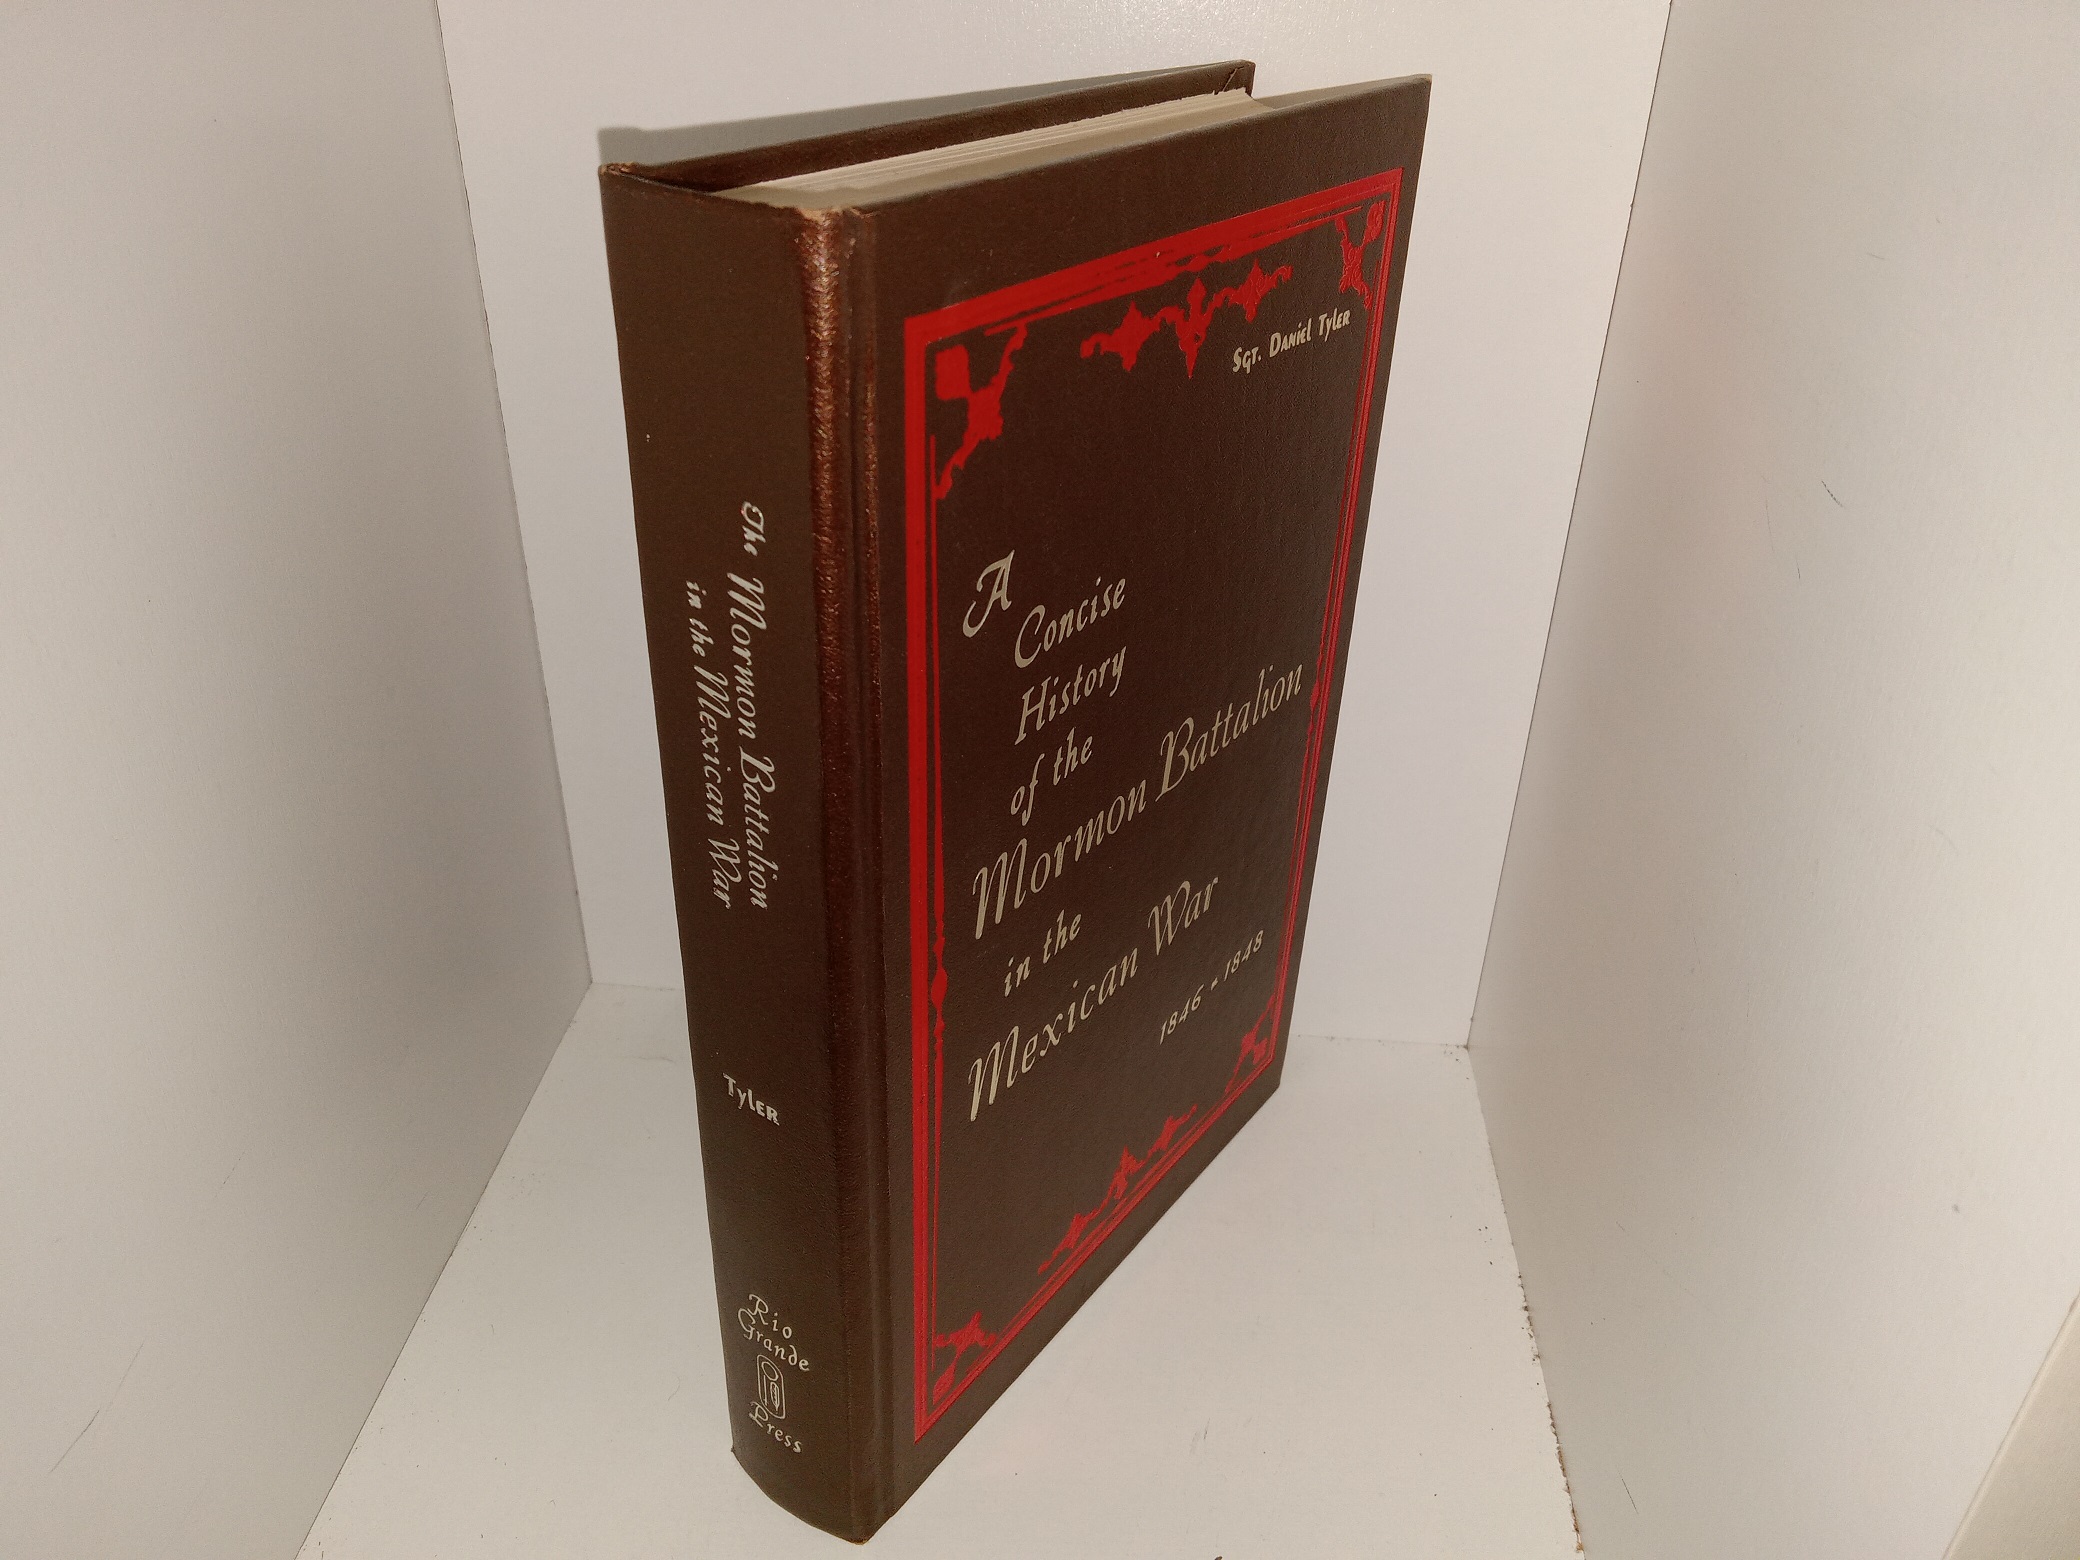 The Mormon Battalion
in the Mexican War
Tyler
Rio
Grande
Press
Sgt. Daniel Tyler
A
Concise
History
of the
Mormon Battalion
in the
Mexican War
1846 - 1848